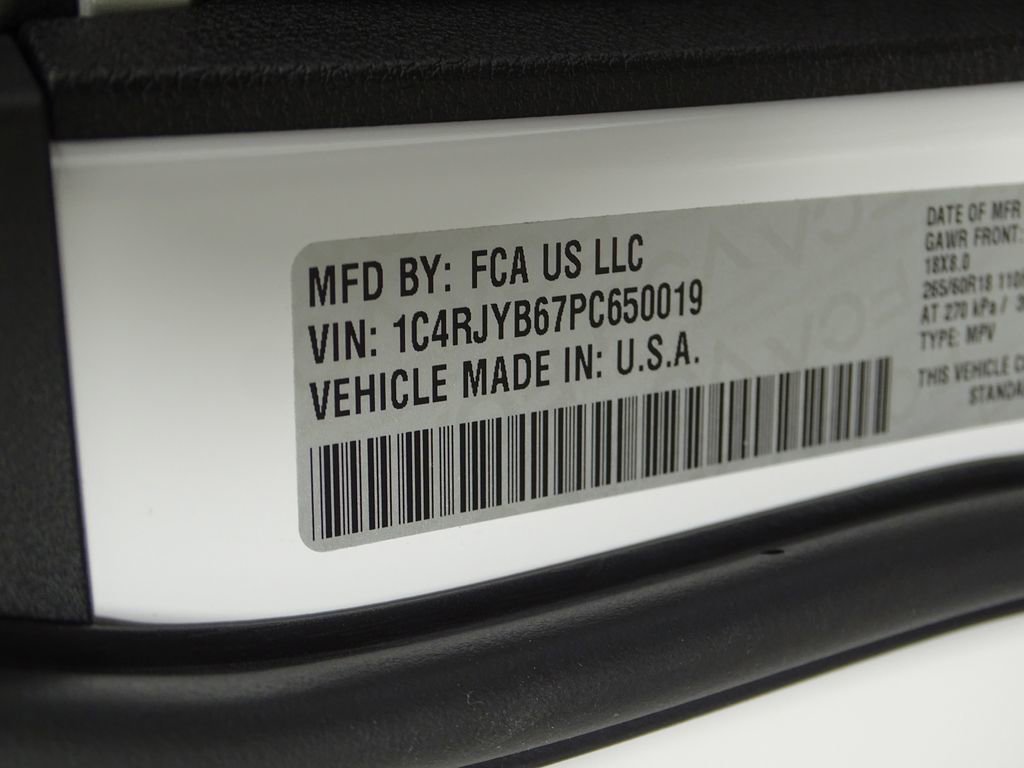 MFD BY: FCA US LLC
VIN: 1C4RJYB67PC650019
VEHICLE MADE IN: U.S.A.
DATE OF MFR
GAWR FRONT:
18X8.0
265/60R18
AT 270 kPa /
TYPE: MPV
THIS VEHICLE